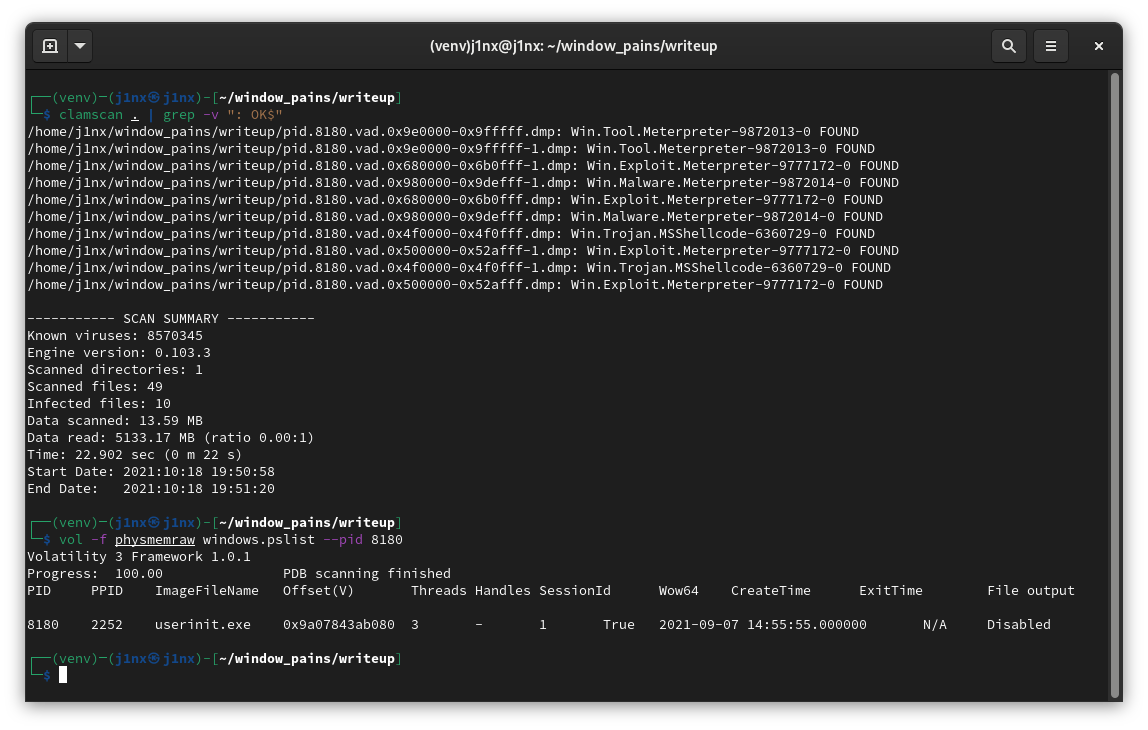 (venv)j1nx@j1nx: ~/window_pains/writeup
┌──(venv)─(j1nx㉿j1nx)-[~/window_pains/writeup]
└─$ clamscan . | grep -v ": OK$"
/home/j1nx/window_pains/writeup/pid.8180.vad.0x9e0000-0x9fffff.dmp: Win.Tool.Meterpreter-9872013-0 FOUND
/home/j1nx/window_pains/writeup/pid.8180.vad.0x9e0000-0x9fffff-1.dmp: Win.Tool.Meterpreter-9872013-0 FOUND
/home/j1nx/window_pains/writeup/pid.8180.vad.0x680000-0x6b0fff-1.dmp: Win.Exploit.Meterpreter-9777172-0 FOUND
/home/j1nx/window_pains/writeup/pid.8180.vad.0x980000-0x9defff-1.dmp: Win.Malware.Meterpreter-9872014-0 FOUND
/home/j1nx/window_pains/writeup/pid.8180.vad.0x680000-0x6b0fff.dmp: Win.Exploit.Meterpreter-9777172-0 FOUND
/home/j1nx/window_pains/writeup/pid.8180.vad.0x980000-0x9defff.dmp: Win.Malware.Meterpreter-9872014-0 FOUND
/home/j1nx/window_pains/writeup/pid.8180.vad.0x4f0000-0x4f0fff.dmp: Win.Trojan.MSShellcode-6360729-0 FOUND
/home/j1nx/window_pains/writeup/pid.8180.vad.0x500000-0x52afff-1.dmp: Win.Exploit.Meterpreter-9777172-0 FOUND
/home/j1nx/window_pains/writeup/pid.8180.vad.0x4f0000-0x4f0fff-1.dmp: Win.Trojan.MSShellcode-6360729-0 FOUND
/home/j1nx/window_pains/writeup/pid.8180.vad.0x500000-0x52afff.dmp: Win.Exploit.Meterpreter-9777172-0 FOUND
----------- SCAN SUMMARY -----------
Known viruses: 8570345
Engine version: 0.103.3
Scanned directories: 1
Scanned files: 49
Infected files: 10
Data scanned: 13.59 MB
Data read: 5133.17 MB (ratio 0.00:1)
Time: 22.902 sec (0 m 22 s)
Start Date: 2021:10:18 19:50:58
End Date:   2021:10:18 19:51:20
┌──(venv)─(j1nx㉿j1nx)-[~/window_pains/writeup]
└─$ vol -f physmemraw windows.pslist --pid 8180
Volatility 3 Framework 1.0.1
Progress:  100.00               PDB scanning finished
PID     PPID    ImageFileName   Offset(V)       Threads Handles SessionId       Wow64   CreateTime      ExitTime        File output
8180    2252    userinit.exe    0x9a07843ab080  3       -       1       True    2021-09-07 14:55:55.000000       N/A     Disabled
┌──(venv)─(j1nx㉿j1nx)-[~/window_pains/writeup]
└─$